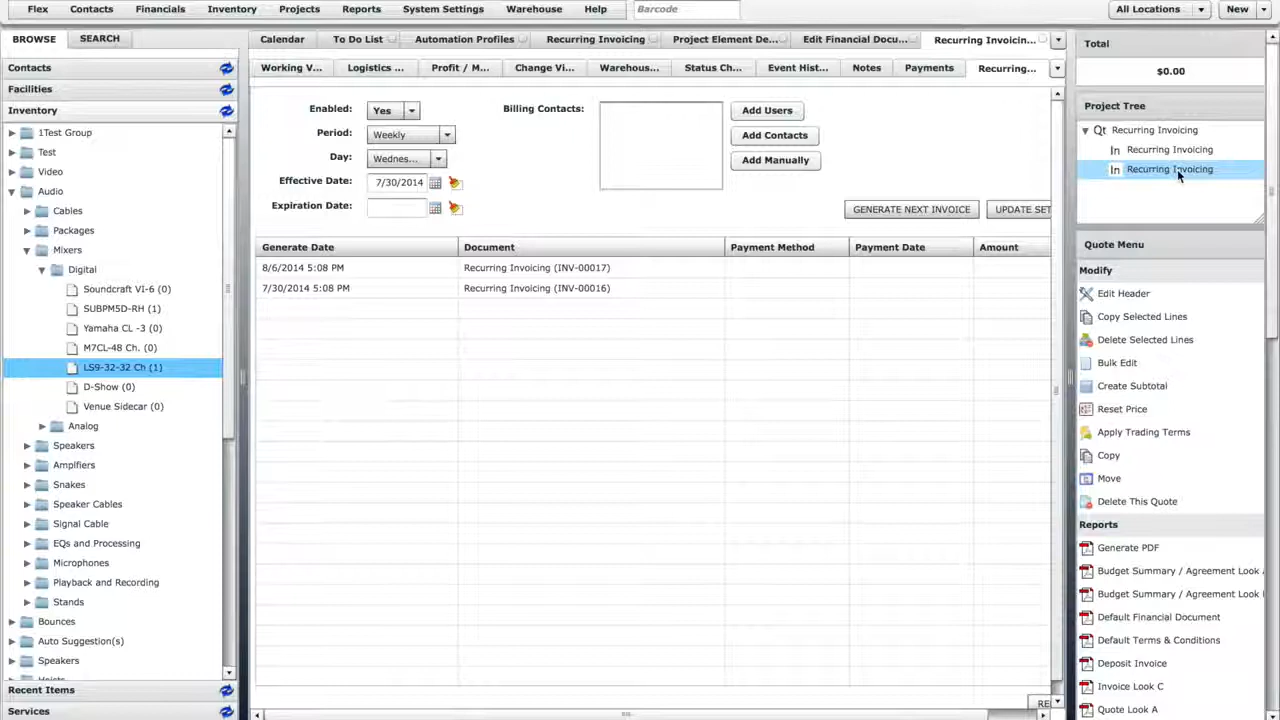 Flex Contacts Financials Inventory Projects Reports System Settings Warehouse Help Barcode All Locations New
BROWSE SEARCH
Contacts
Facilities
Inventory
1Test Group
Test
Video
Audio
Cables
Packages
Mixers
Digital
Soundcraft VI-6 (0)
SUBPM5D-RH (1)
Yamaha CL -3 (0)
M7CL-48 Ch. (0)
LS9-32-32 Ch (1)
D-Show (0)
Venue Sidecar (0)
Analog
Speakers
Amplfiers
Snakes
Speaker Cables
Signal Cable
EQs and Processing
Microphones
Playback and Recording
Stands
Bounces
Auto Suggestion(s)
Speakers
Hoists
Recent Items
Services
Calendar To Do List Automation Profiles Recurring Invoicing Project Element De... Edit Financial Docu... Recurring Invoicin...
Working V... Logistics ... Profit / M... Change Vi... Warehous... Status Ch... Event Hist... Notes Payments Recurring...
Enabled: Yes
Period: Weekly
Day: Wednes...
Effective Date: 7/30/2014
Expiration Date:
Billing Contacts:
Add Users
Add Contacts
Add Manually
GENERATE NEXT INVOICE UPDATE SET
Generate Date Document Payment Method Payment Date Amount
8/6/2014 5:08 PM Recurring Invoicing (INV-00017)
7/30/2014 5:08 PM Recurring Invoicing (INV-00016)
RE
Total
$0.00
Project Tree
Qt Recurring Invoicing
In Recurring Invoicing
In Recurring Invoicing
Quote Menu
Modify
Edit Header
Copy Selected Lines
Delete Selected Lines
Bulk Edit
Create Subtotal
Reset Price
Apply Trading Terms
Copy
Move
Delete This Quote
Reports
Generate PDF
Budget Summary / Agreement Look
Budget Summary / Agreement Look
Default Financial Document
Default Terms & Conditions
Deposit Invoice
Invoice Look C
Quote Look A